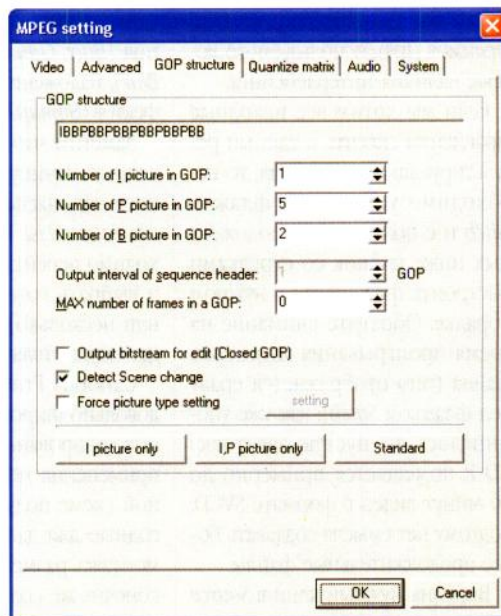 MPEG setting
Video Advanced GOP structure Quantize matrix Audio System
GOP structure
IBBPBBPBBPBBPBBPBB
Number of I picture in GOP: 1
Number of P picture in GOP: 5
Number of B picture in GOP: 2
Output interval of sequence header: 1 GOP
MAX number of frames in a GOP: 0
Output bitstream for edit (Closed GOP)
Detect Scene change
Force picture type setting setting
I picture only I,P picture only Standard
OK Cancel